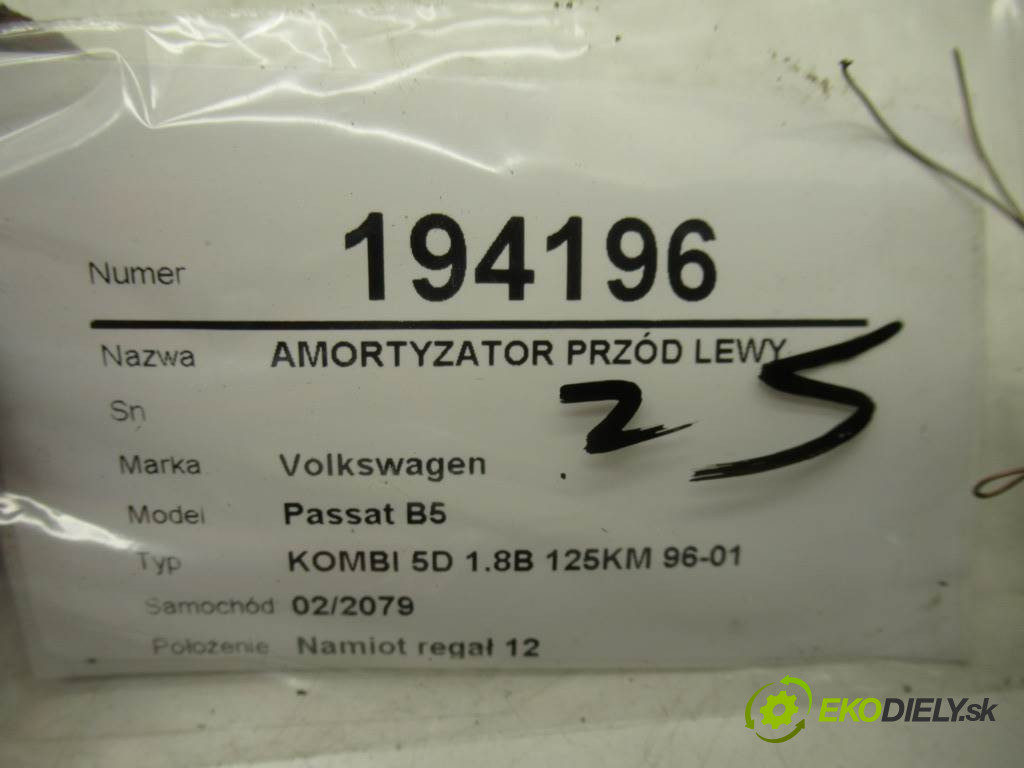 Numer 194196
Nazwa AMORTYZATOR PRZÓD LEWY
Sn
25
Marka Volkswagen
Model Passat B5
Typ KOMBI 5D 1.8B 125KM 96-01
Samochód 02/2079
Położenie Namiot regał 12
EKODIELY.sk